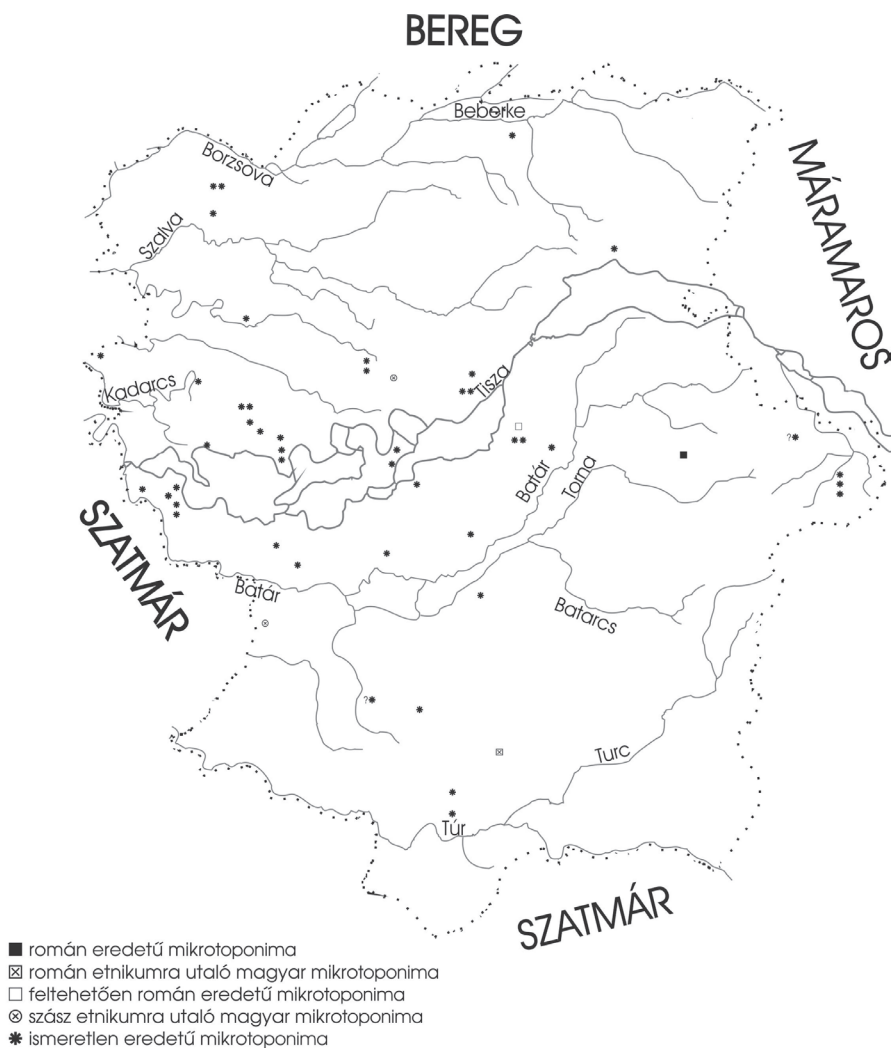 BEREG
Beberke
Borzsova
MÁRAMAROS
Szalva
Tisza
Kadarcs
Batár
Torna
SZATMÁR
Batár
Batarcs
?
?
Turc
Túr
SZATMÁR
■ román eredetű mikrotoponima
⊠ román etnikumra utaló magyar mikrotoponima
□ feltehetően román eredetű mikrotoponima
⊗ szász etnikumra utaló magyar mikrotoponima
✱ ismeretlen eredetű mikrotoponima